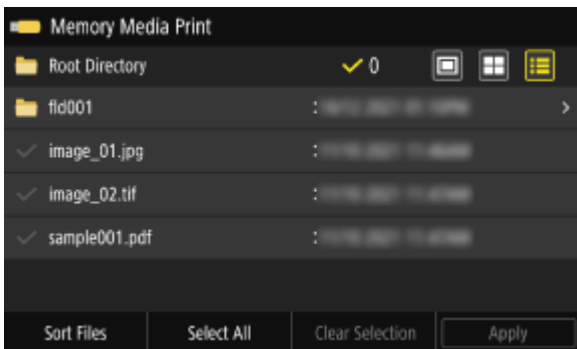 Memory Media Print
Root Directory 0
fld001 :
image_01.jpg :
image_02.tif :
sample001.pdf :
Sort Files Select All Clear Selection Apply